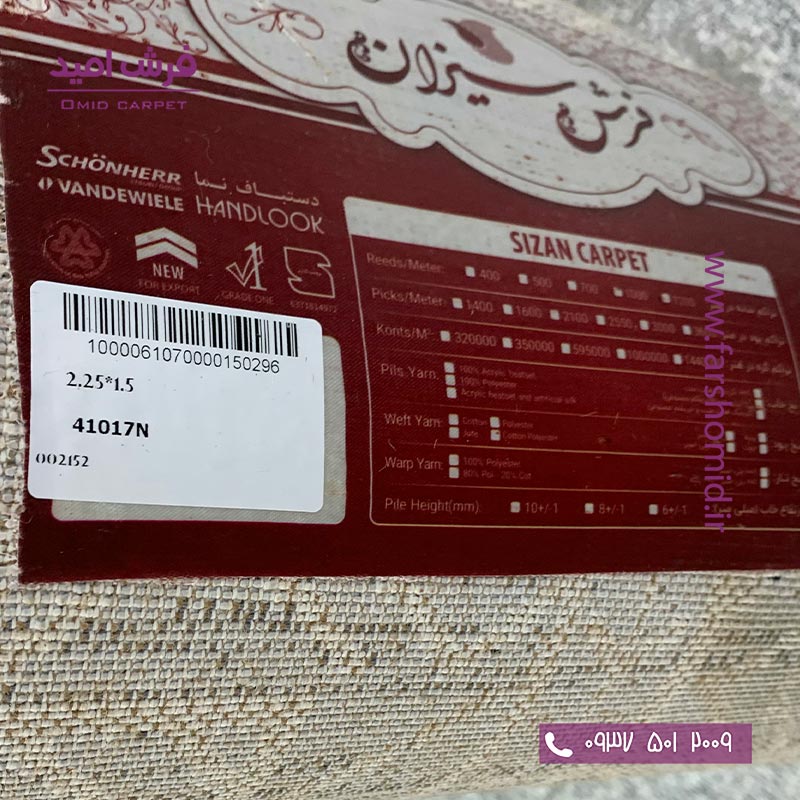 فرش امید
OMID CARPET
فرش سیزان
SCHÖNHERR
VANDEWIELE
دستباف نما
HANDLOOK
NEW
FOR EXPORT
GRADE ONE
6371814972
1000061070000150296
2.25*1.5
41017N
002152
SIZAN CARPET
Reeds/Meter: 400 500 700 1000 1200
Picks/Meter: 1400 1600 2100 2550 3000
Konts/M²: 320000 350000 595000 1000000
Pils Yarn: 100% Acrylic heatset
100% Polyester
Acrylic heatset and artificial silk
Weft Yarn: Cotton Polyester
Jute Cotton Polyester
Warp Yarn: 100% Polyester
80% Pol - 20% Cot
Pile Height(mm): 10+/-1 8+/-1 6+/-1
www.farshomid.ir
۰۹۳۷ ۵۰۱ ۲۰۰۹